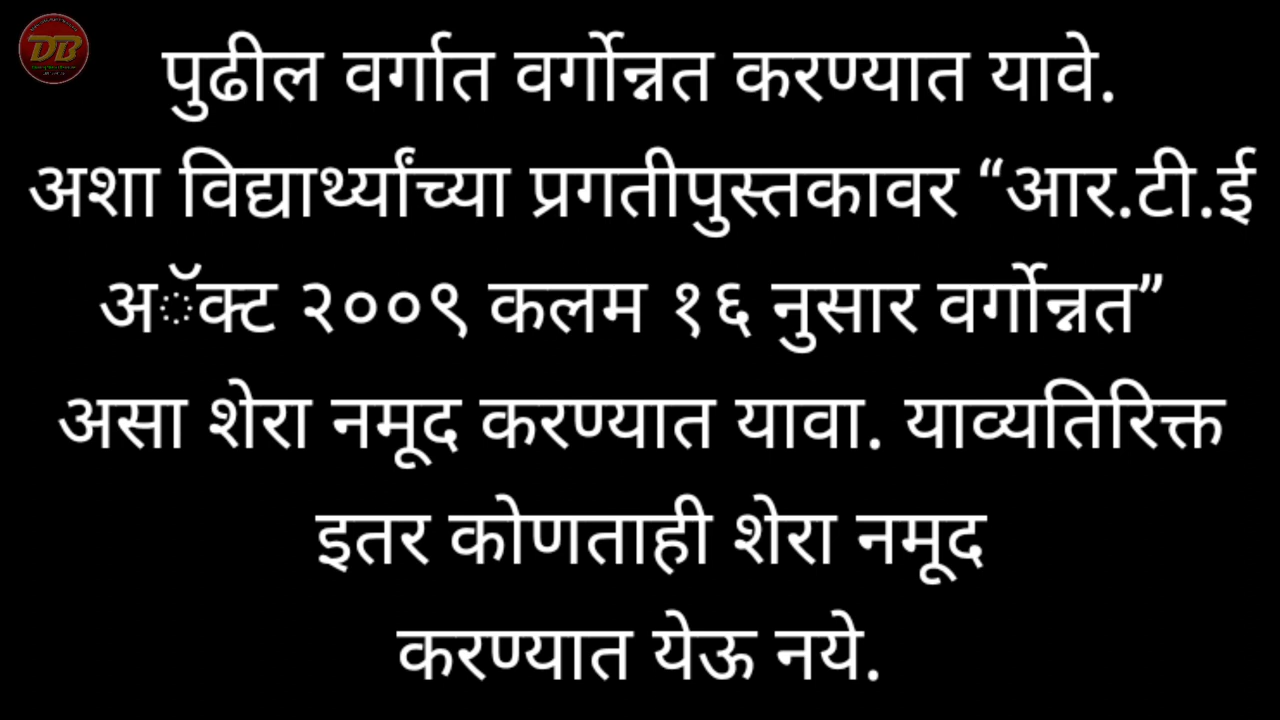 DB
पुढील वर्गात वर्गोन्नत करण्यात यावे.
अशा विद्यार्थ्यांच्या प्रगतीपुस्तकावर “आर.टी.ई
अॅक्ट २००९ कलम १६ नुसार वर्गोन्नत”
असा शेरा नमूद करण्यात यावा. याव्यतिरिक्त
इतर कोणताही शेरा नमूद
करण्यात येऊ नये.